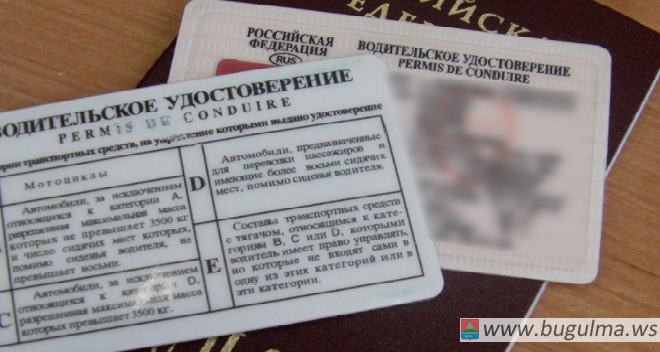 РОССИЙСКАЯ
ФЕДЕРАЦИЯ
RUS
ВОДИТЕЛЬСКОЕ УДОСТОВЕРЕНИЕ
PERMIS DE CONDUIRE
ВОДИТЕЛЬСКОЕ УДОСТОВЕРЕНИЕ
PERMIS DE CONDUIRE
транспортных средств, на управление которыми выдано удостоверение
Мотоциклы
Автомобили, за исключением
относящихся к категории А,
разрешенная максимальная масса
которых не превышает 3500 кг
и число сидячих мест которых,
помимо сиденья водителя, не
превышает восьми.
C
Автомобили, за исключением
относящихся к категории D,
разрешенная максимальная масса
которых превышает 3500 кг.
D
Автомобили, предназначенные
для перевозки пассажиров и
имеющие более восьми сидячих
мест, помимо сиденья водителя.
E
Составы транспортных средств
с тягачом, относящимся к кате-
гориям B, C или D, которыми
водитель имеет право управлять,
но которые не входят сами в
одну из этих категорий или в
эти категории.
www.bugulma.ws